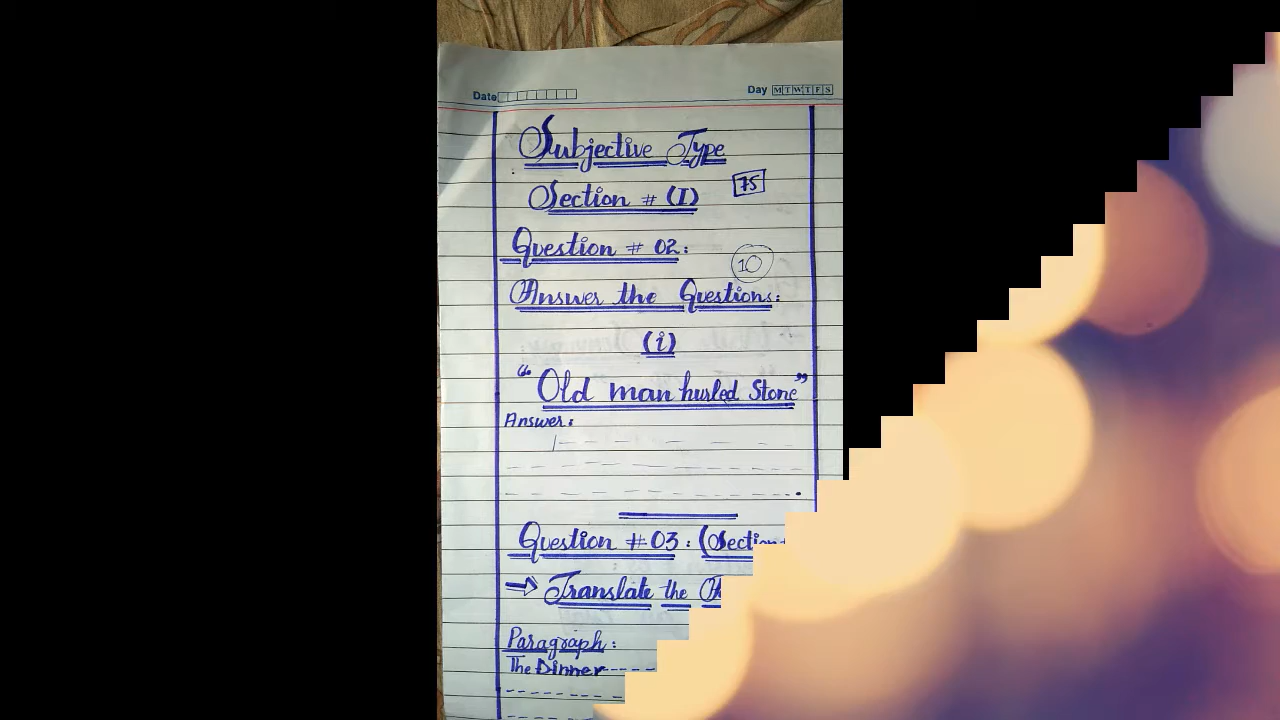 Date Day M T W T F S
Subjective Type
Section # (I) 75
Question # 02:
10
Answer the Questions:
(i)
"Old man hurled Stone"
Answer:
Question # 03: (Section
→ Translate the
Paragraph:
The Dinner